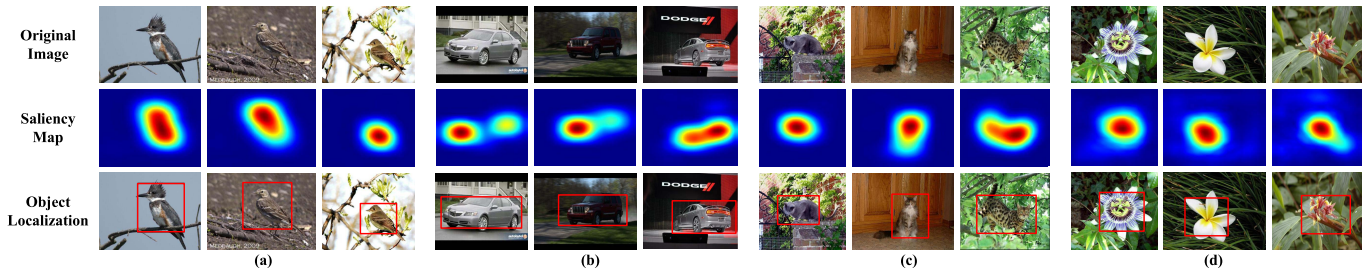 Original
Image
Saliency
Map
Object
Localization
DODGE
DODGE
(a)
(b)
(c)
(d)